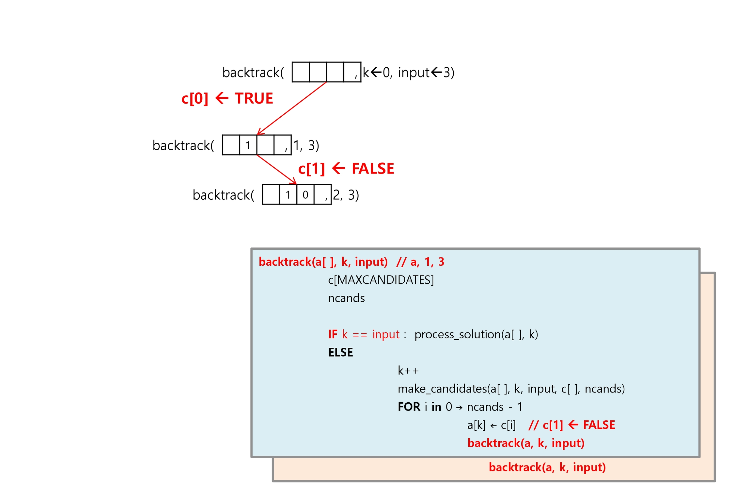 backtrack( , k←0, input←3)
c[0] ← TRUE
backtrack( 1 , 1, 3)
c[1] ← FALSE
backtrack( 1 0 , 2, 3)
backtrack(a[ ], k, input) // a, 1, 3
c[MAXCANDIDATES]
ncands
IF k == input : process_solution(a[ ], k)
ELSE
k++
make_candidates(a[ ], k, input, c[ ], ncands)
FOR i in 0 → ncands - 1
a[k] ← c[i] // c[1] ← FALSE
backtrack(a, k, input)
backtrack(a, k, input)